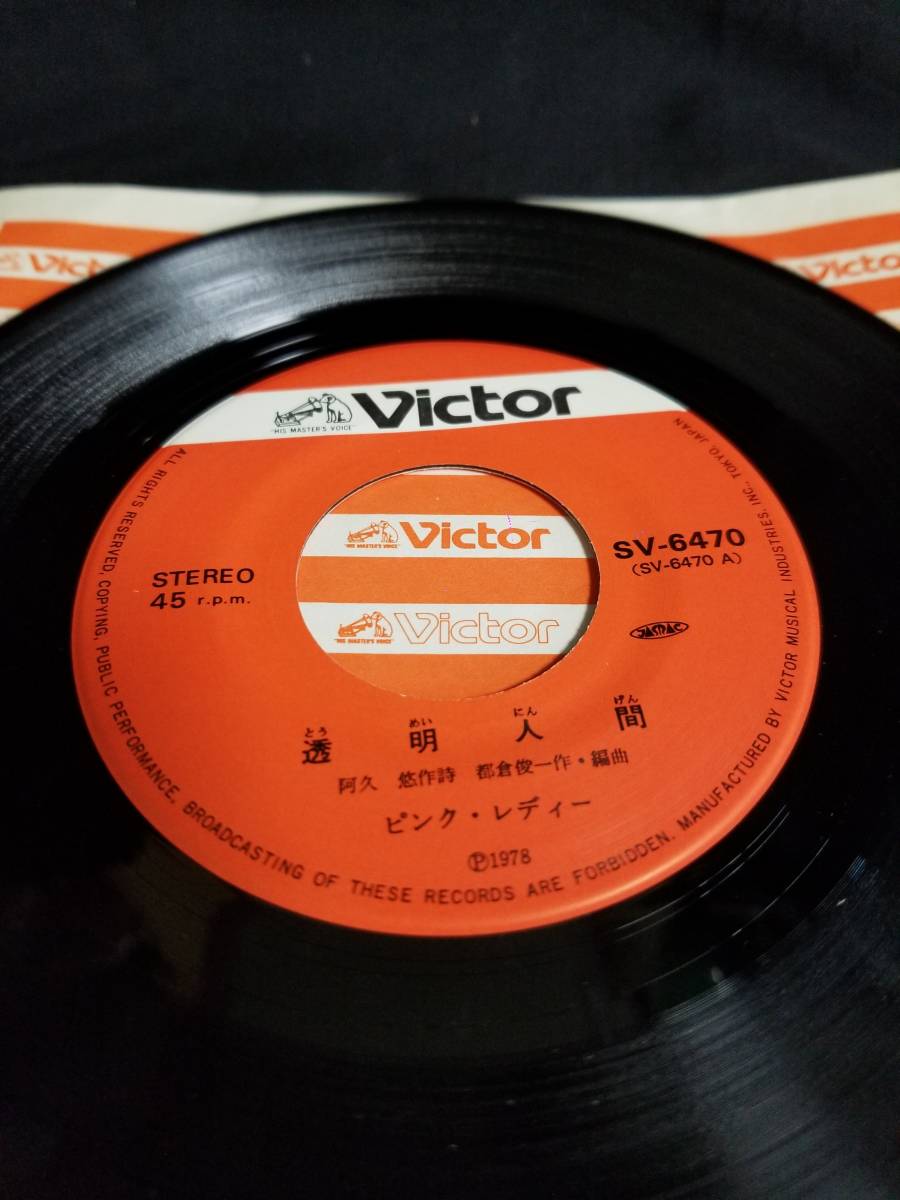 Victor
Victor
Victor
"HIS MASTER'S VOICE"
Victor
"HIS MASTER'S VOICE"
Victor
"HIS MASTER'S VOICE"
SV-6470
(SV-6470 A)
STEREO
45 r.p.m.
JASRAC
とう めい にん げん
透明人間
阿久 悠作詩 都倉俊一作・編曲
ピンク・レディー
Ⓟ1978
ALL RIGHTS RESERVED, COPYING, PUBLIC PERFORMANCE, BROADCASTING OF THESE RECORDS ARE FORBIDDEN. MANUFACTURED BY VICTOR MUSICAL INDUSTRIES, INC., TOKYO, JAPAN